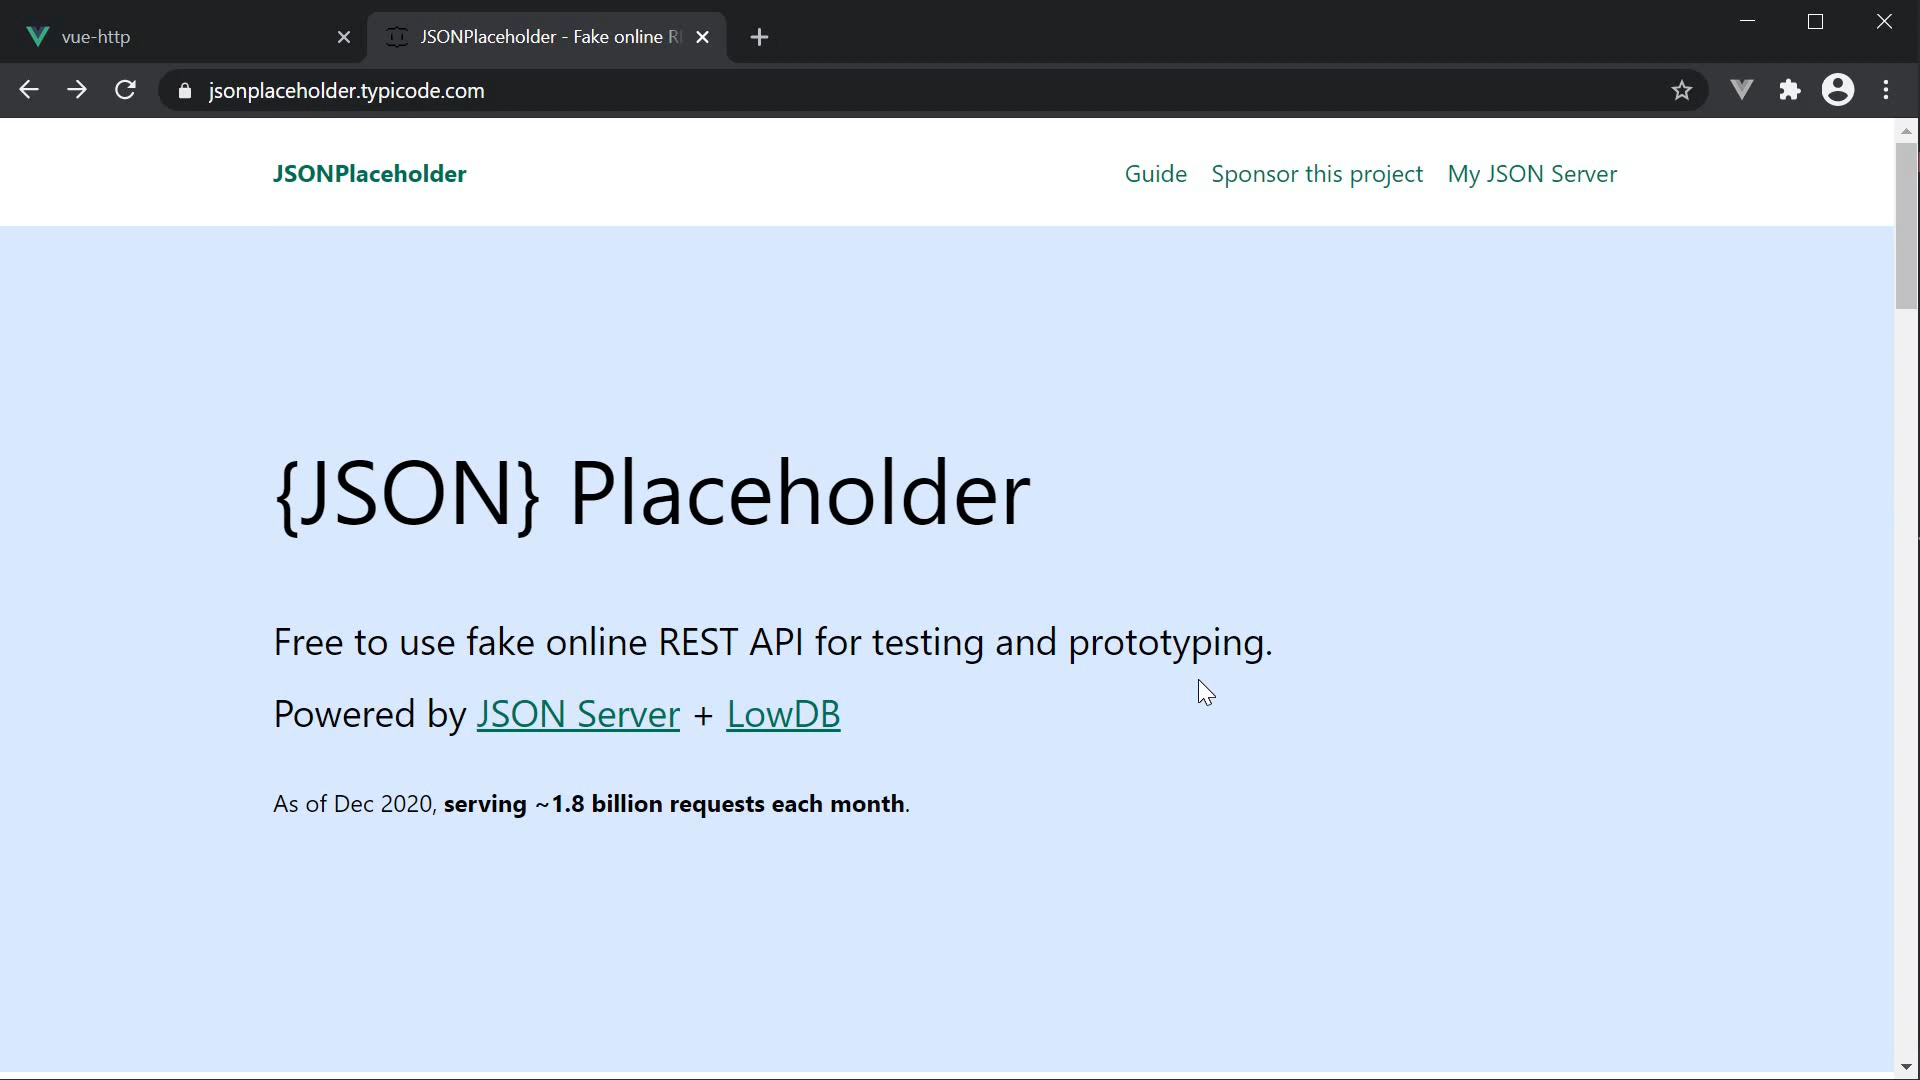 vue-http
JSONPlaceholder - Fake online R
jsonplaceholder.typicode.com
JSONPlaceholder
Guide Sponsor this project My JSON Server
{JSON} Placeholder
Free to use fake online REST API for testing and prototyping.
Powered by JSON Server + LowDB
As of Dec 2020, serving ~1.8 billion requests each month.